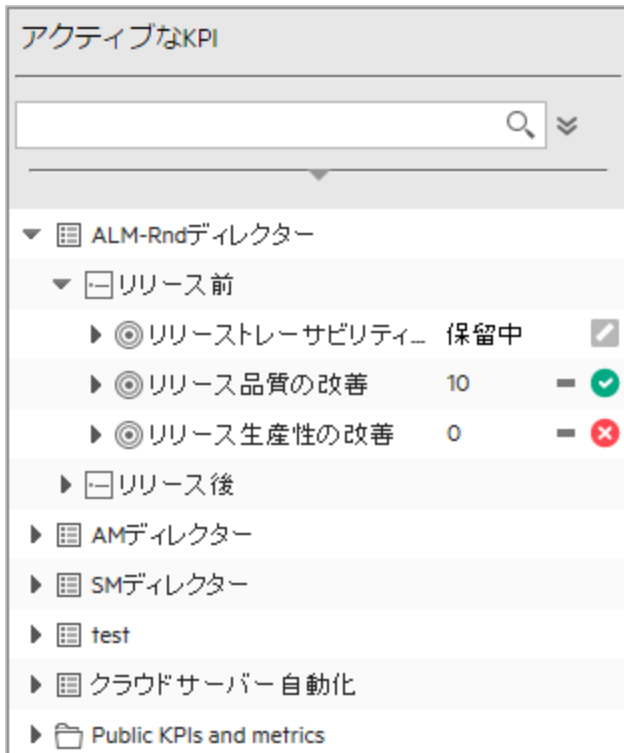 アクティブなKPI
ALM-Rndディレクター
リリース前
リリーストレーサビリティ... 保留中
リリース品質の改善 10
リリース生産性の改善 0
リリース後
AMディレクター
SMディレクター
test
クラウドサーバー自動化
Public KPIs and metrics